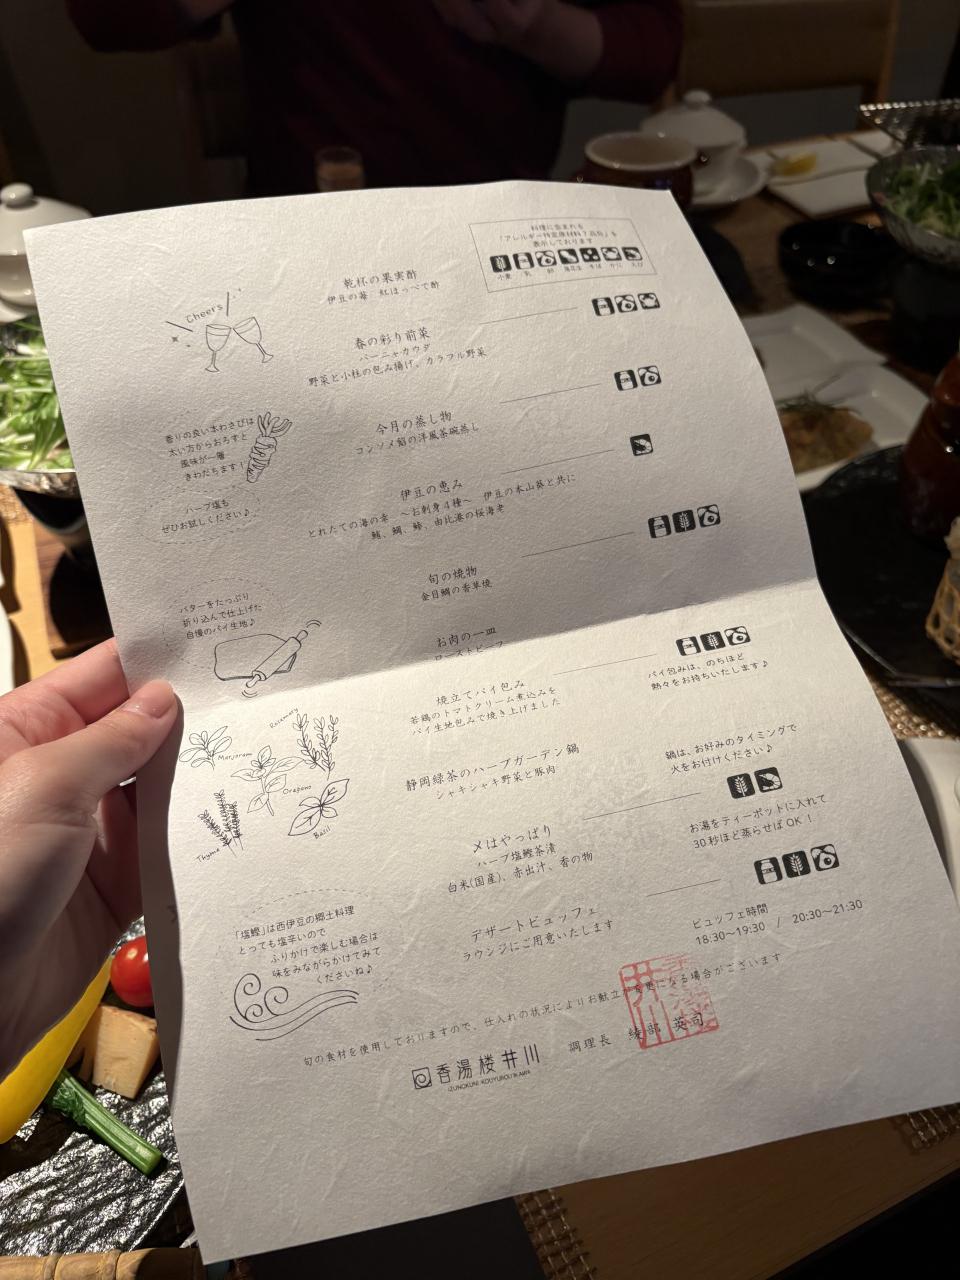 料理に含まれる
「アレルギー特定原材料7品目」を
表示しております
小麦 乳 卵 落花生 そば かに えび
乾杯の果実酢
伊豆の苺 紅ほっぺで酢
Cheers
春の彩り前菜
バーニャカウダ
野菜と小柱の包み揚げ、カラフル野菜
今月の蒸し物
コンソメ餡の洋風茶碗蒸し
香りの良い本わさびは
太い方からおろすと
風味が一層
きわだちます!
ハーブ塩も
ぜひお試しください♪
伊豆の恵み
とれたての海の幸 〜お刺身4種〜 伊豆の本山葵と共に
鮪、鯛、鯵、由比港の桜海老
旬の焼物
金目鯛の香草焼
バターをたっぷり
折り込んで仕上げた
自慢のパイ生地♪
お肉の一皿
ローストビーフ
焼立てパイ包み
若鶏のトマトクリーム煮込みを
パイ生地包みで焼き上げました
パイ包みは、のちほど
熱々をお持ちいたします♪
Rosemary
Marjoram
Oregano
Thyme
Basil
静岡緑茶のハーブガーデン鍋
シャキシャキ野菜と豚肉
鍋は、お好みのタイミングで
火をお付けください♪
〆はやっぱり
ハーブ塩鰹茶漬
白米(国産)、赤出汁、香の物
お湯をティーポットに入れて
30秒ほど蒸らせばOK!
「塩鰹」は西伊豆の郷土料理
とっても塩辛いので
ふりかけで楽しむ場合は
味をみながらかけてみて
くださいね♪
デザートビュッフェ
ラウンジにご用意いたします
ビュッフェ時間
18:30〜19:30 / 20:30〜21:30
旬の食材を使用しておりますので、仕入れの状況によりお献立が変更になる場合がございます
香湯楼井川
IZUNOKUNI KOUYUROU IKAWA
調理長 綾部 英司